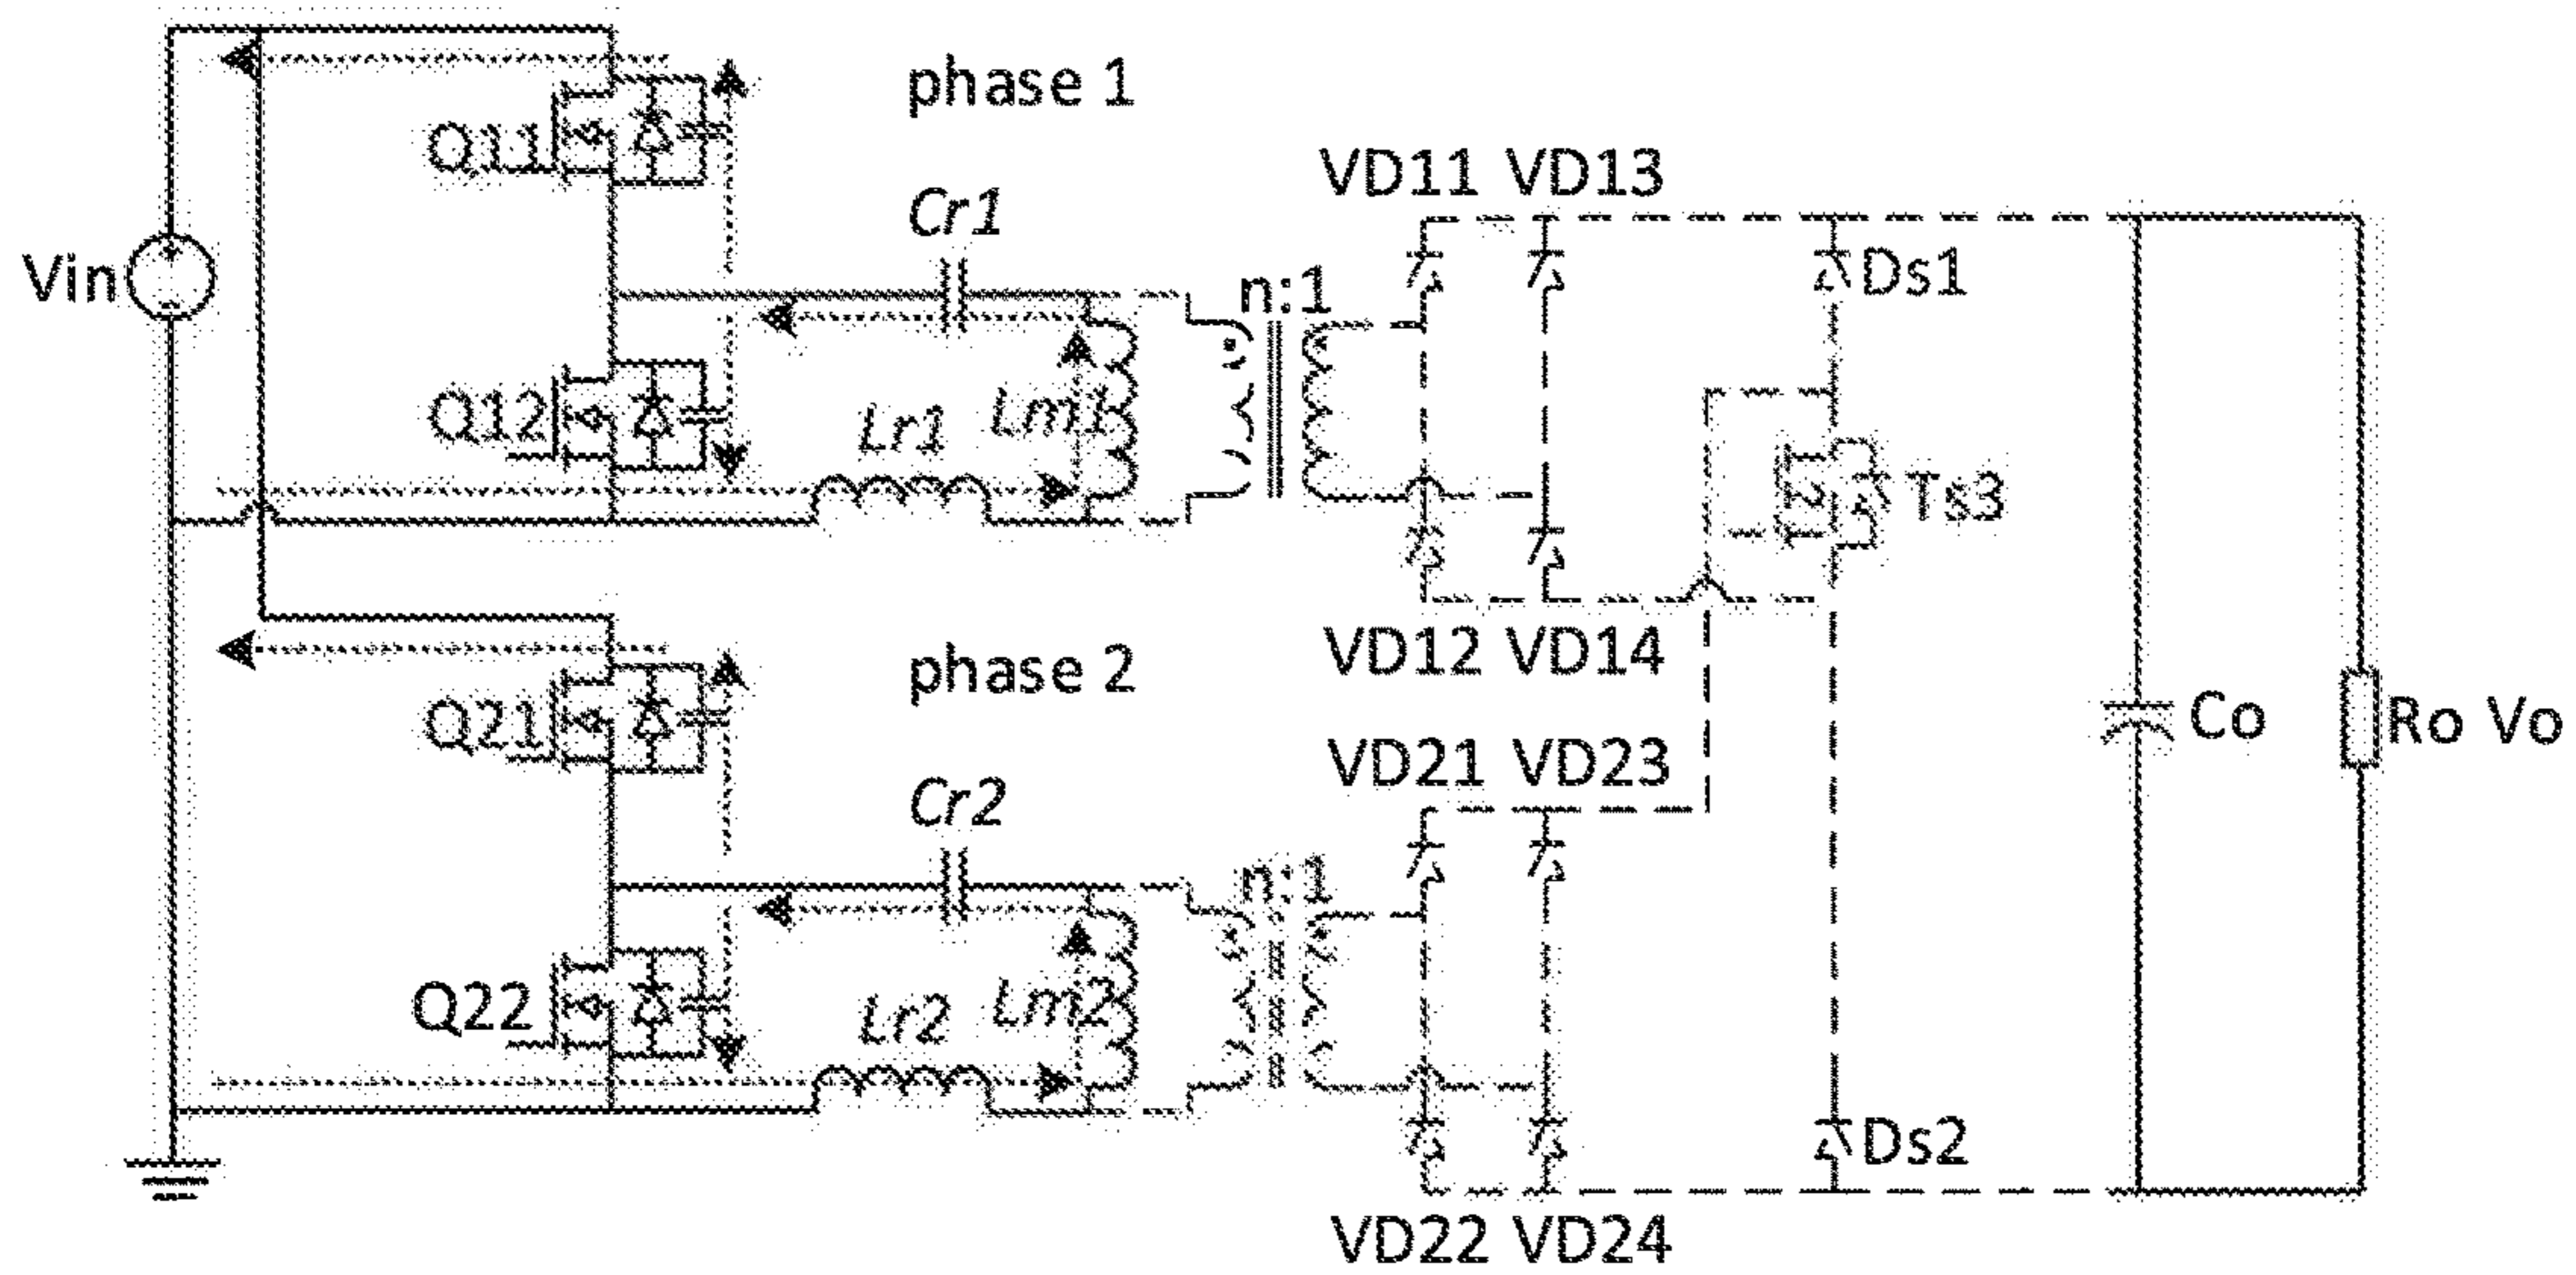 phase 1
Q11
VD11 VD13
Cr1
Vin
n:1
Ds1
Q12
Lr1
Lm1
Ts3
VD12 VD14
phase 2
Q21
Co
Ro Vo
VD21 VD23
Cr2
n:1
Q22
Lr2
Lm2
Ds2
VD22 VD24